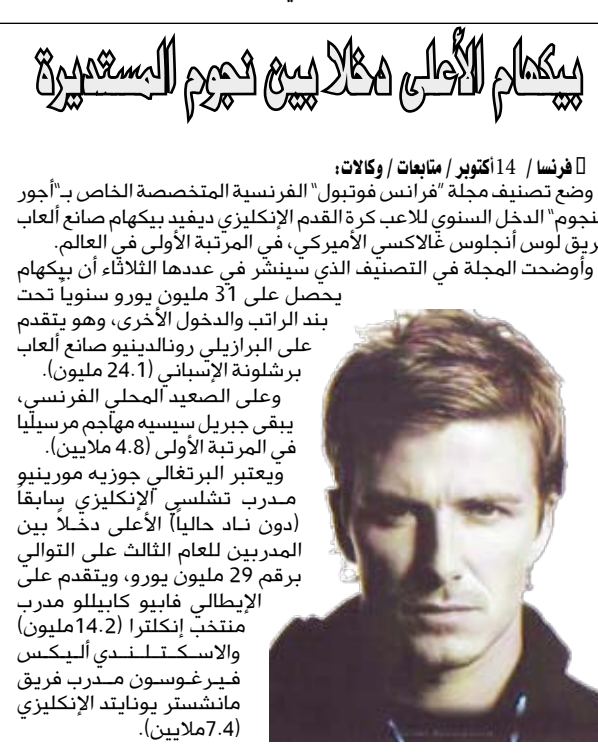 بيكهام الأعلى دخلا بين نجوم المستديرة
فرنسا / 14أكتوبر / متابعات / وكالات:
وضع تصنيف مجلة "فرانس فوتبول" الفرنسية المتخصصة الخاص بـ"أجور
النجوم" الدخل السنوي للاعب كرة القدم الإنكليزي ديفيد بيكهام صانع ألعاب
فريق لوس أنجلوس غالاكسي الأميركي، في المرتبة الأولى في العالم.
وأوضحت المجلة في التصنيف الذي سينشر في عددها الثلاثاء أن بيكهام
يحصل على 31 مليون يورو سنوياً تحت
بند الراتب والدخول الأخرى، وهو يتقدم
على البرازيلي رونالدينيو صانع ألعاب
برشلونة الإسباني (24.1 مليون).
وعلى الصعيد المحلي الفرنسي،
يبقى جبريل سيسيه مهاجم مرسيليا
في المرتبة الأولى (4.8 ملايين).
ويعتبر البرتغالي جوزيه مورينيو
مدرب تشلسي الإنكليزي سابقاً
(دون ناد حالياً) الأعلى دخلاً بين
المدربين للعام الثالث على التوالي
برقم 29 مليون يورو، ويتقدم على
الإيطالي فابيو كابيللو مدرب
منتخب إنكلترا (14.2مليون)
والاسكتلندي أليكس
فيرغوسون مدرب فريق
مانشستر يونايتد الإنكليزي
(7.4ملايين).